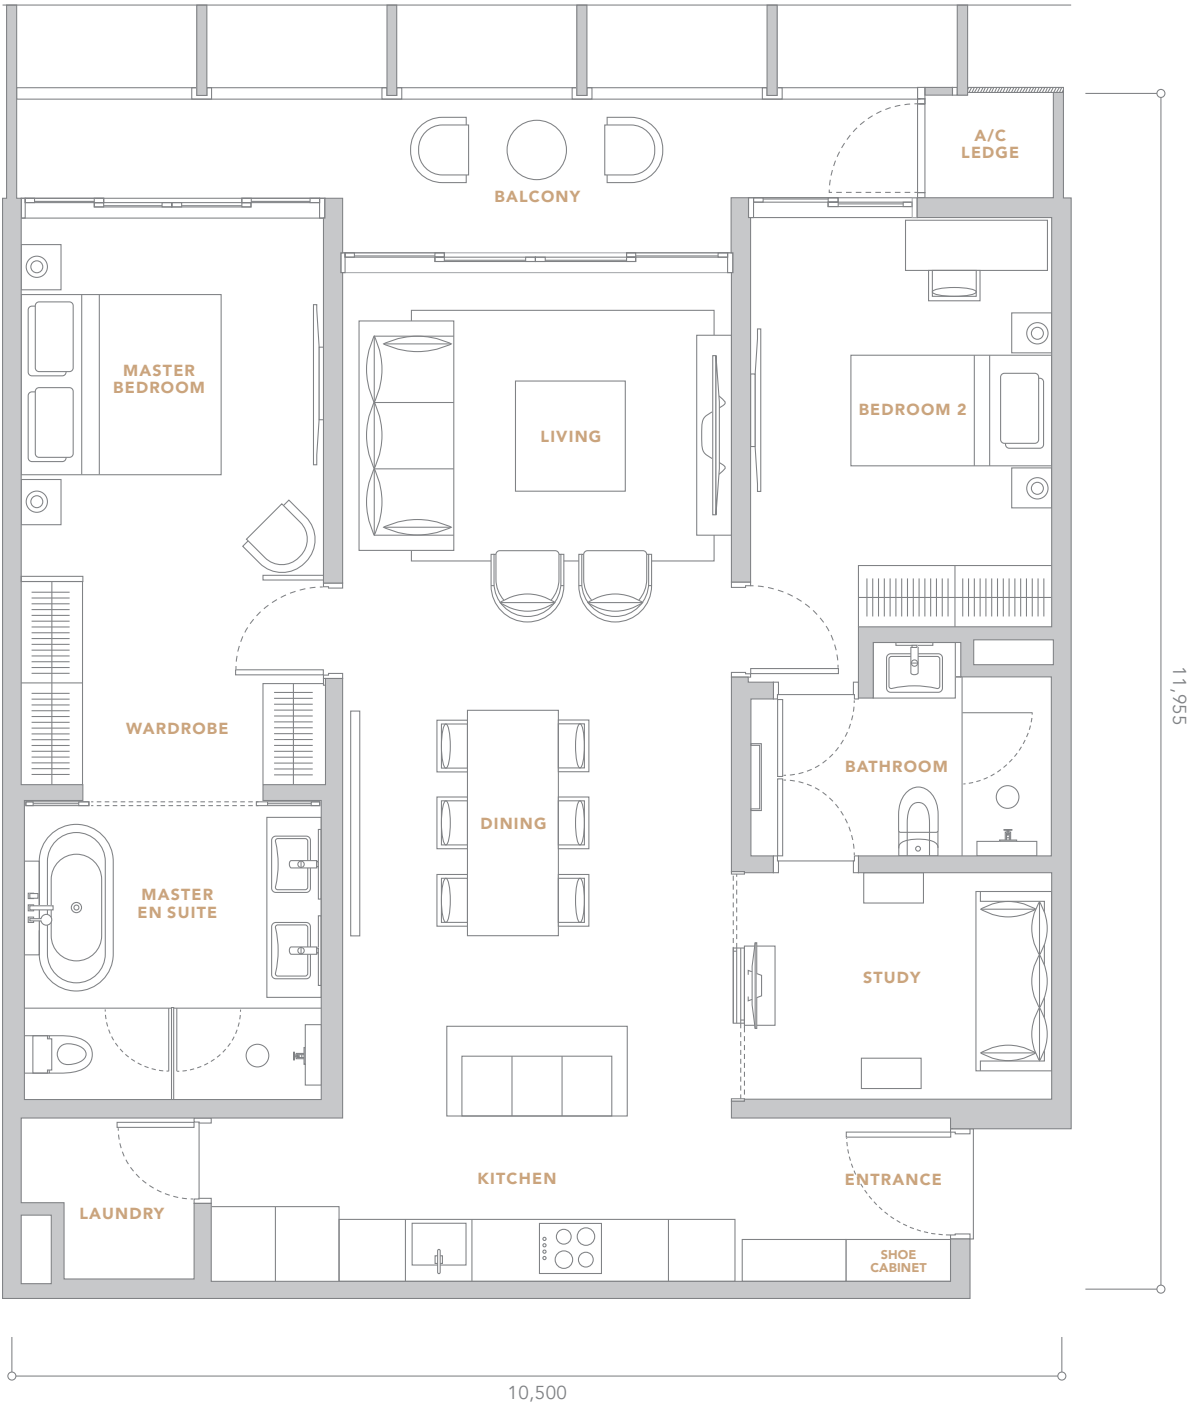 A/C
LEDGE
BALCONY
MASTER
BEDROOM
BEDROOM 2
LIVING
11,955
WARDROBE
BATHROOM
DINING
MASTER
EN SUITE
STUDY
KITCHEN
ENTRANCE
LAUNDRY
SHOE
CABINET
10,500